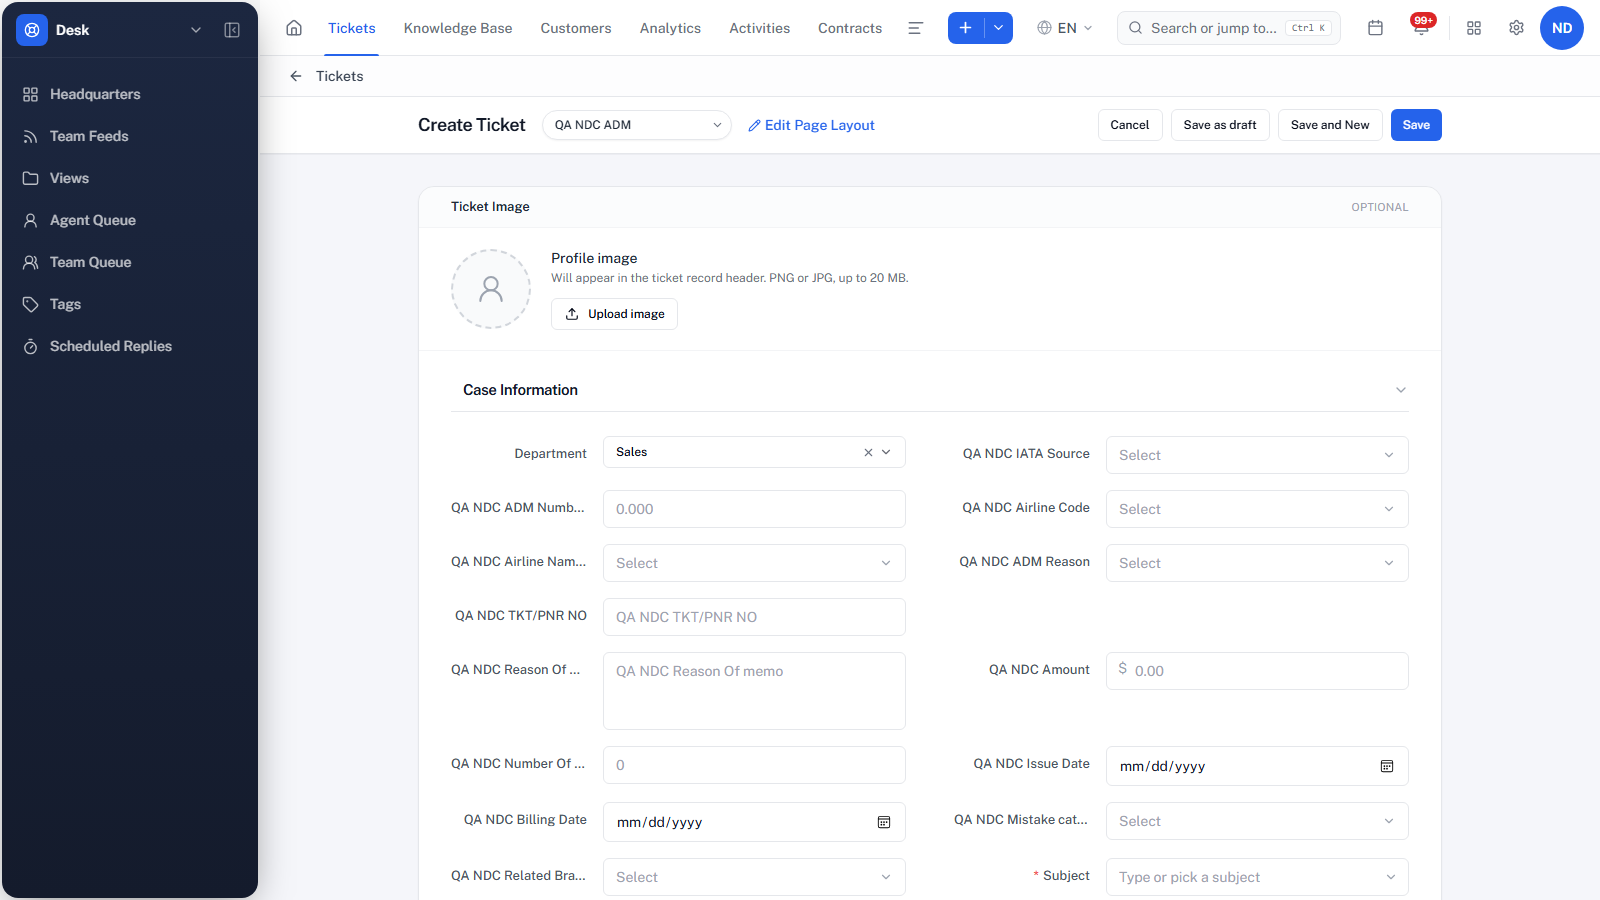 Desk
Headquarters
Team Feeds
Views
Agent Queue
Team Queue
Tags
Scheduled Replies
Tickets
Knowledge Base
Customers
Analytics
Activities
Contracts
EN
Search or jump to...
Ctrl K
99+
ND
Tickets
Create Ticket
QA NDC ADM
Edit Page Layout
Cancel
Save as draft
Save and New
Save
Ticket Image
OPTIONAL
Profile image
Will appear in the ticket record header. PNG or JPG, up to 20 MB.
Upload image
Case Information
Department
Sales
QA NDC IATA Source
Select
QA NDC ADM Numb...
0.000
QA NDC Airline Code
Select
QA NDC Airline Nam...
Select
QA NDC ADM Reason
Select
QA NDC TKT/PNR NO
QA NDC TKT/PNR NO
QA NDC Reason Of ...
QA NDC Reason Of memo
QA NDC Amount
$ 0.00
QA NDC Number Of ...
0
QA NDC Issue Date
mm/dd/yyyy
QA NDC Billing Date
mm/dd/yyyy
QA NDC Mistake cat...
Select
QA NDC Related Bra...
Select
* Subject
Type or pick a subject